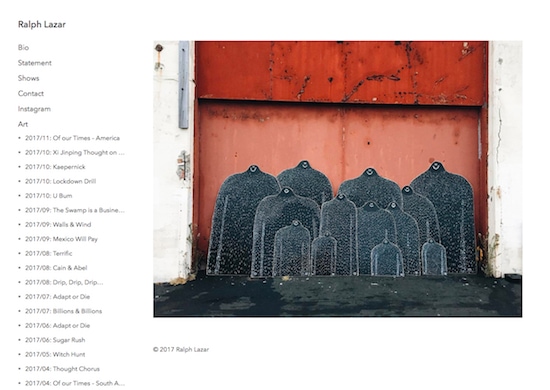 Ralph Lazar
Bio
Statement
Shows
Contact
Instagram
Art
• 2017/11: Of our Times - America
• 2017/10: Xi Jinping Thought on ...
• 2017/10: Kaepernick
• 2017/10: Lockdown Drill
• 2017/10: U Bum
• 2017/09: The Swamp is a Busine...
• 2017/09: Walls & Wind
• 2017/09: Mexico Will Pay
• 2017/08: Terrific
• 2017/08: Cain & Abel
• 2017/08: Drip, Drip, Drip...
• 2017/07: Adapt or Die
• 2017/07: Billions & Billions
• 2017/06: Adapt or Die
• 2017/06: Sugar Rush
• 2017/05: Witch Hunt
• 2017/04: Thought Chorus
• 2017/04: Of our Times - South A...
© 2017 Ralph Lazar